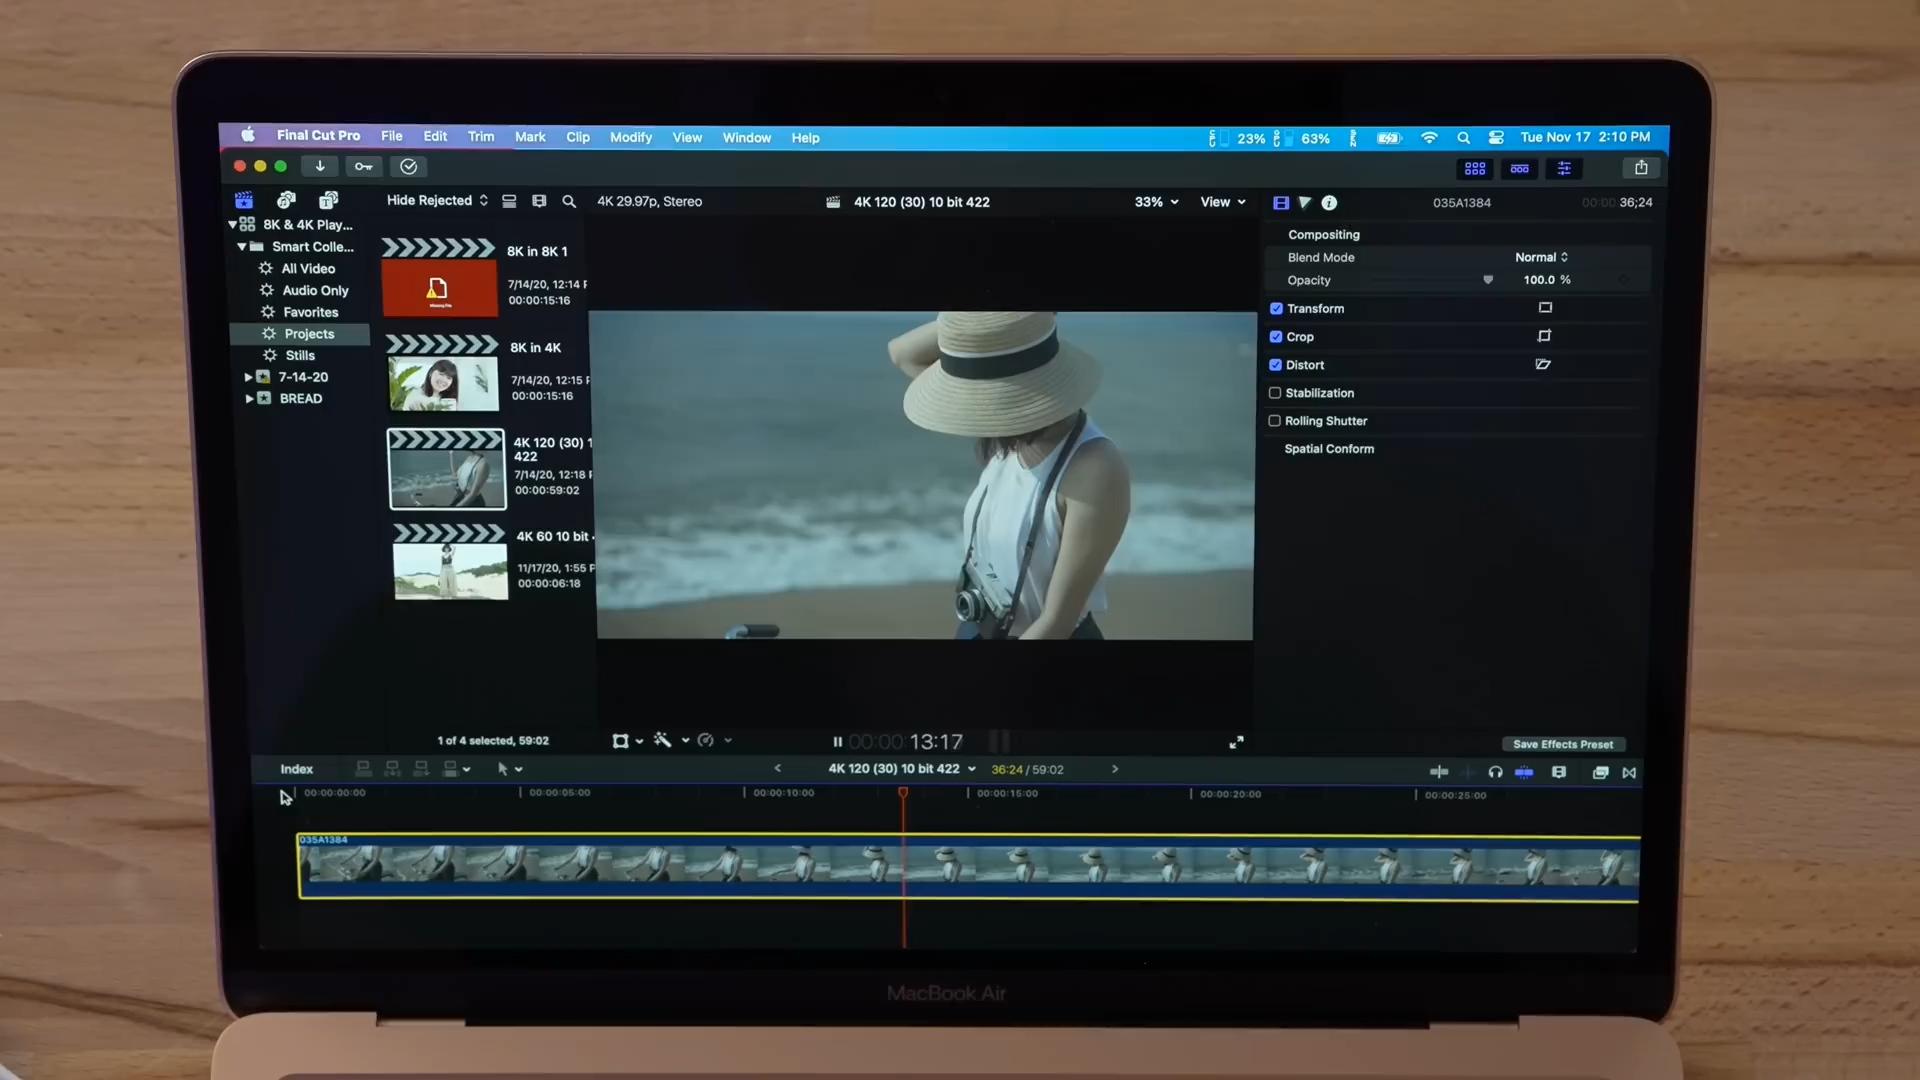 Final Cut Pro File Edit Trim Mark Clip Modify View Window Help
CPU 23% GPU 63% Tue Nov 17 2:10 PM
Hide Rejected 4K 29.97p, Stereo 4K 120 (30) 10 bit 422 33% View 035A1384 00:00:36;24
8K & 4K Play...
Smart Colle...
All Video
Audio Only
Favorites
Projects
Stills
7-14-20
BREAD
8K in 8K 1
7/14/20, 12:14
00:00:15:16
8K in 4K
7/14/20, 12:15
00:00:15:16
4K 120 (30) 1
422
7/14/20, 12:18
00:00:59:02
4K 60 10 bit
11/17/20, 1:55
00:00:06:18
Compositing
Blend Mode Normal
Opacity 100.0 %
Transform
Crop
Distort
Stabilization
Rolling Shutter
Spatial Conform
1 of 4 selected, 59:02 00:00:13:17
Save Effects Preset
Index 4K 120 (30) 10 bit 422 36:24 / 59:02
00:00:00:00 00:00:05:00 00:00:10:00 00:00:15:00 00:00:20:00 00:00:25:00
035A1384
MacBook Air